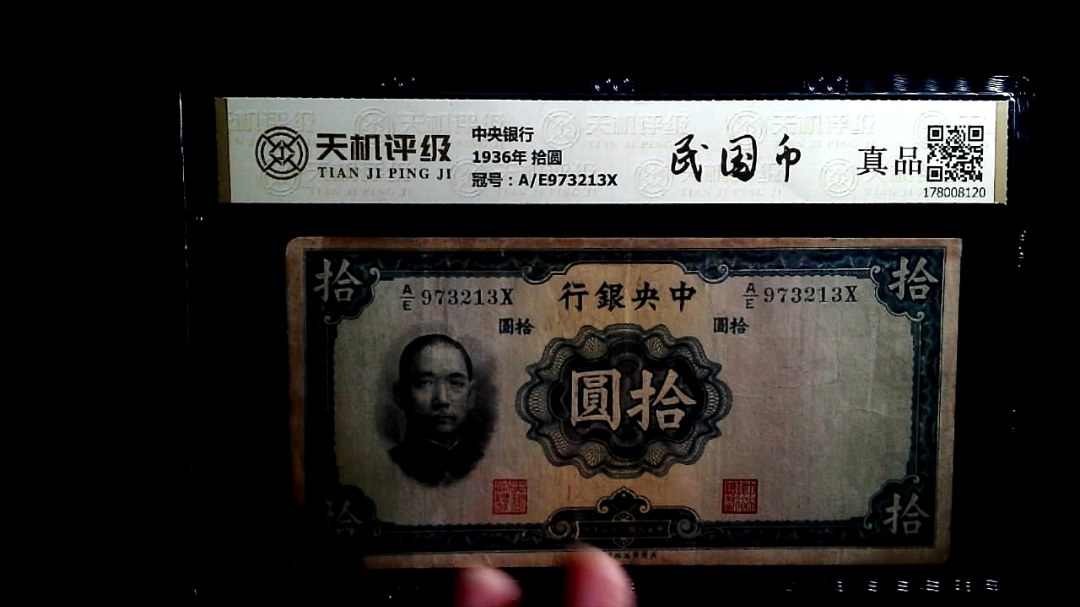 天机评级
TIAN JI PING JI
中央银行
1936年 拾圆
冠号：A/E973213X
民国币
真品
178008120
拾
拾
A/E 973213X
行銀央中
A/E 973213X
圓拾
圓拾
圓拾
拾
拾